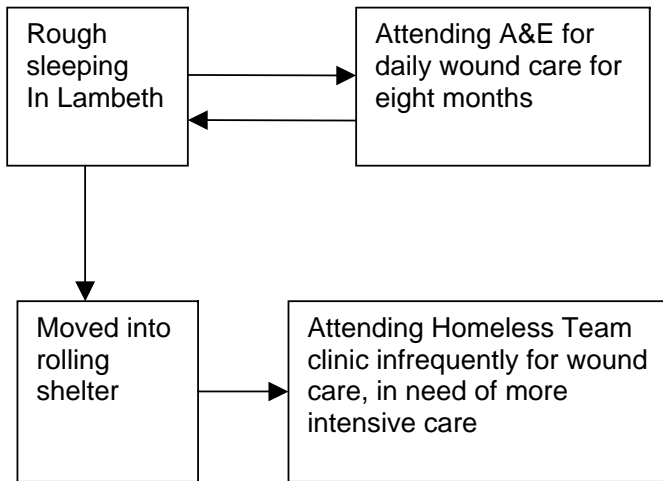 Rough
sleeping
In Lambeth
Attending A&E for
daily wound care for
eight months
Moved into
rolling
shelter
Attending Homeless Team
clinic infrequently for wound
care, in need of more
intensive care